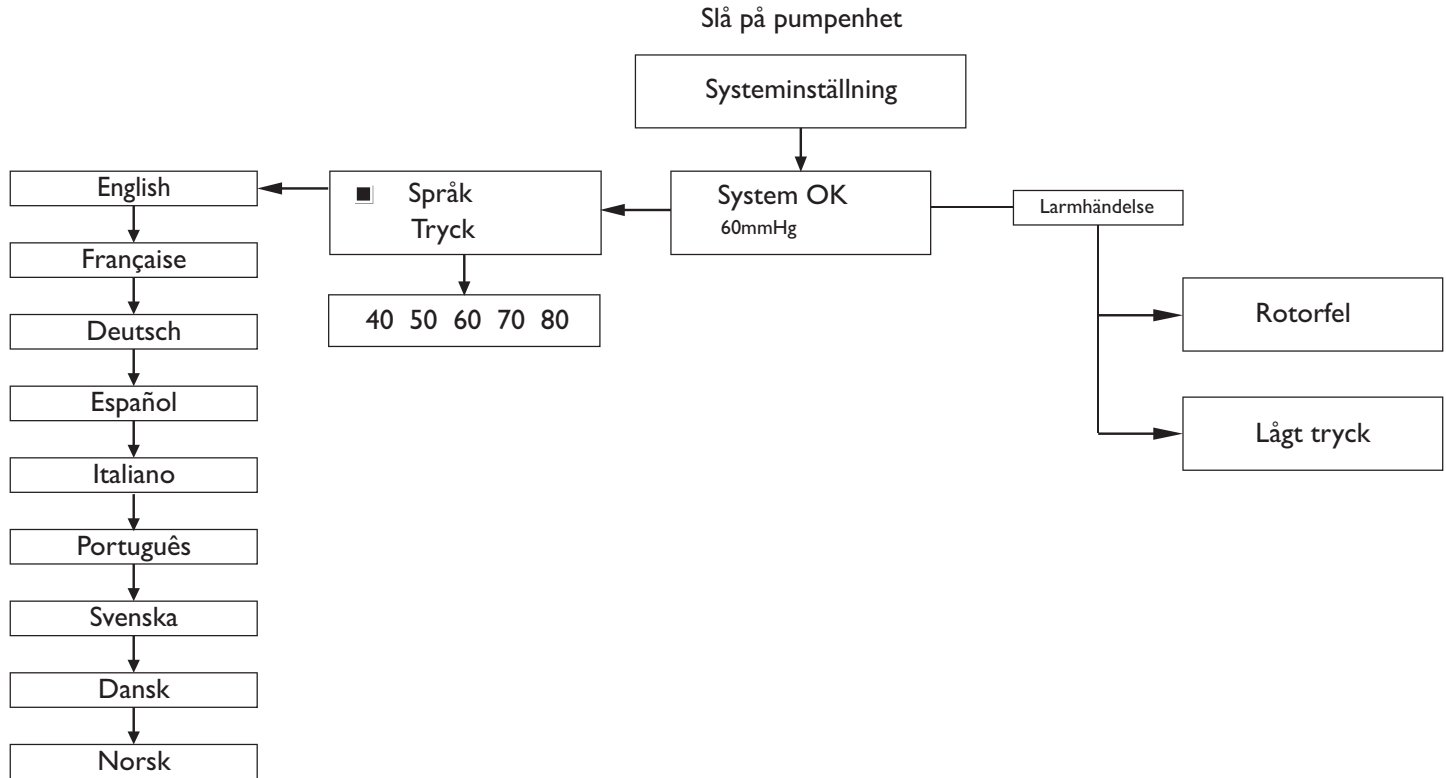 Slå på pumpenhet
Systeminställning
System OK
60mmHg
Språk
Tryck
40 50 60 70 80
English
Française
Deutsch
Español
Italiano
Português
Svenska
Dansk
Norsk
Larmhändelse
Rotorfel
Lågt tryck